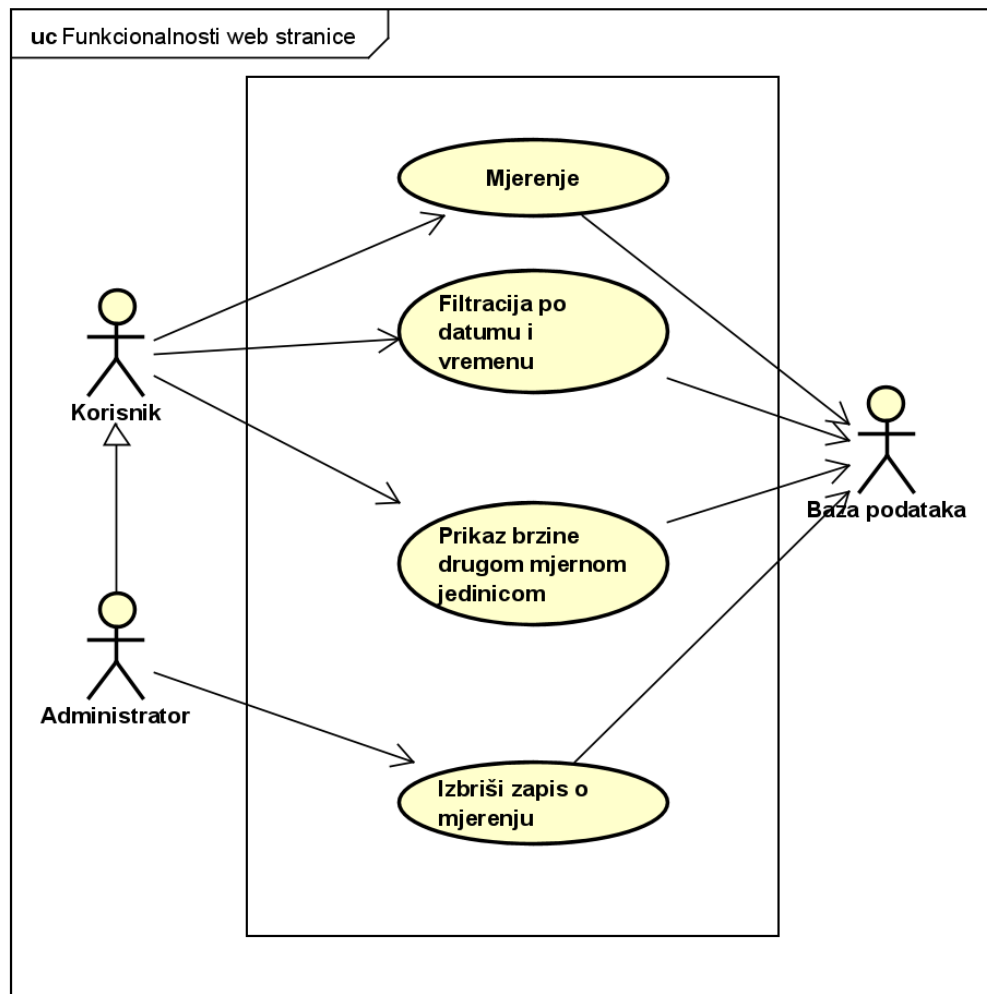 uc Funkcionalnosti web stranice
Mjerenje
Filtracija po
datumu i
vremenu
Korisnik
Baza podataka
Prikaz brzine
drugom mjernom
jedinicom
Administrator
Izbriši zapis o
mjerenju